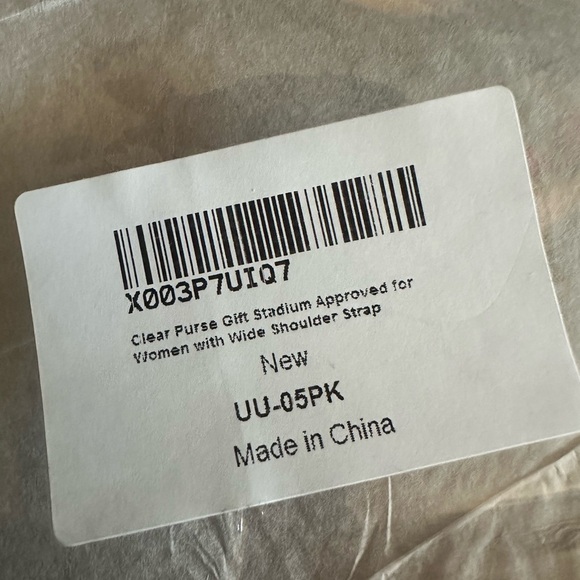 X003P7UIQ7
Clear Purse Gift Stadium Approved for
Women with Wide Shoulder Strap
New
UU-05PK
Made in China